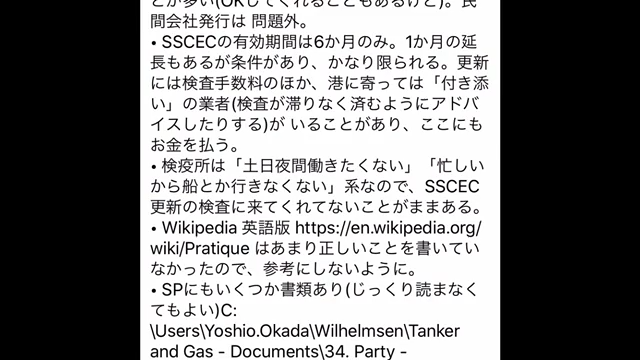 とが多い(OKしてくれることもあるけど)。民
間会社発行は 問題外。
• SSCECの有効期間は6か月のみ。1か月の延
長もあるが条件があり、かなり限られる。更新
には検査手数料のほか、港に寄っては「付き添
い」の業者(検査が滞りなく済むようにアドバ
イスしたりする)が いることがあり、ここにも
お金を払う。
• 検疫所は「土日夜間働きたくない」「忙しい
から船とか行きなくない」系なので、SSCEC
更新の検査に来てくれてないことがままある。
• Wikipedia 英語版 https://en.wikipedia.org/
wiki/Pratique はあまり正しいことを書いてい
なかったので、参考にしないように。
• SPにもいくつか書類あり(じっくり読まなく
てもよい)C:
\Users\Yoshio.Okada\Wilhelmsen\Tanker
and Gas - Documents\34. Party -